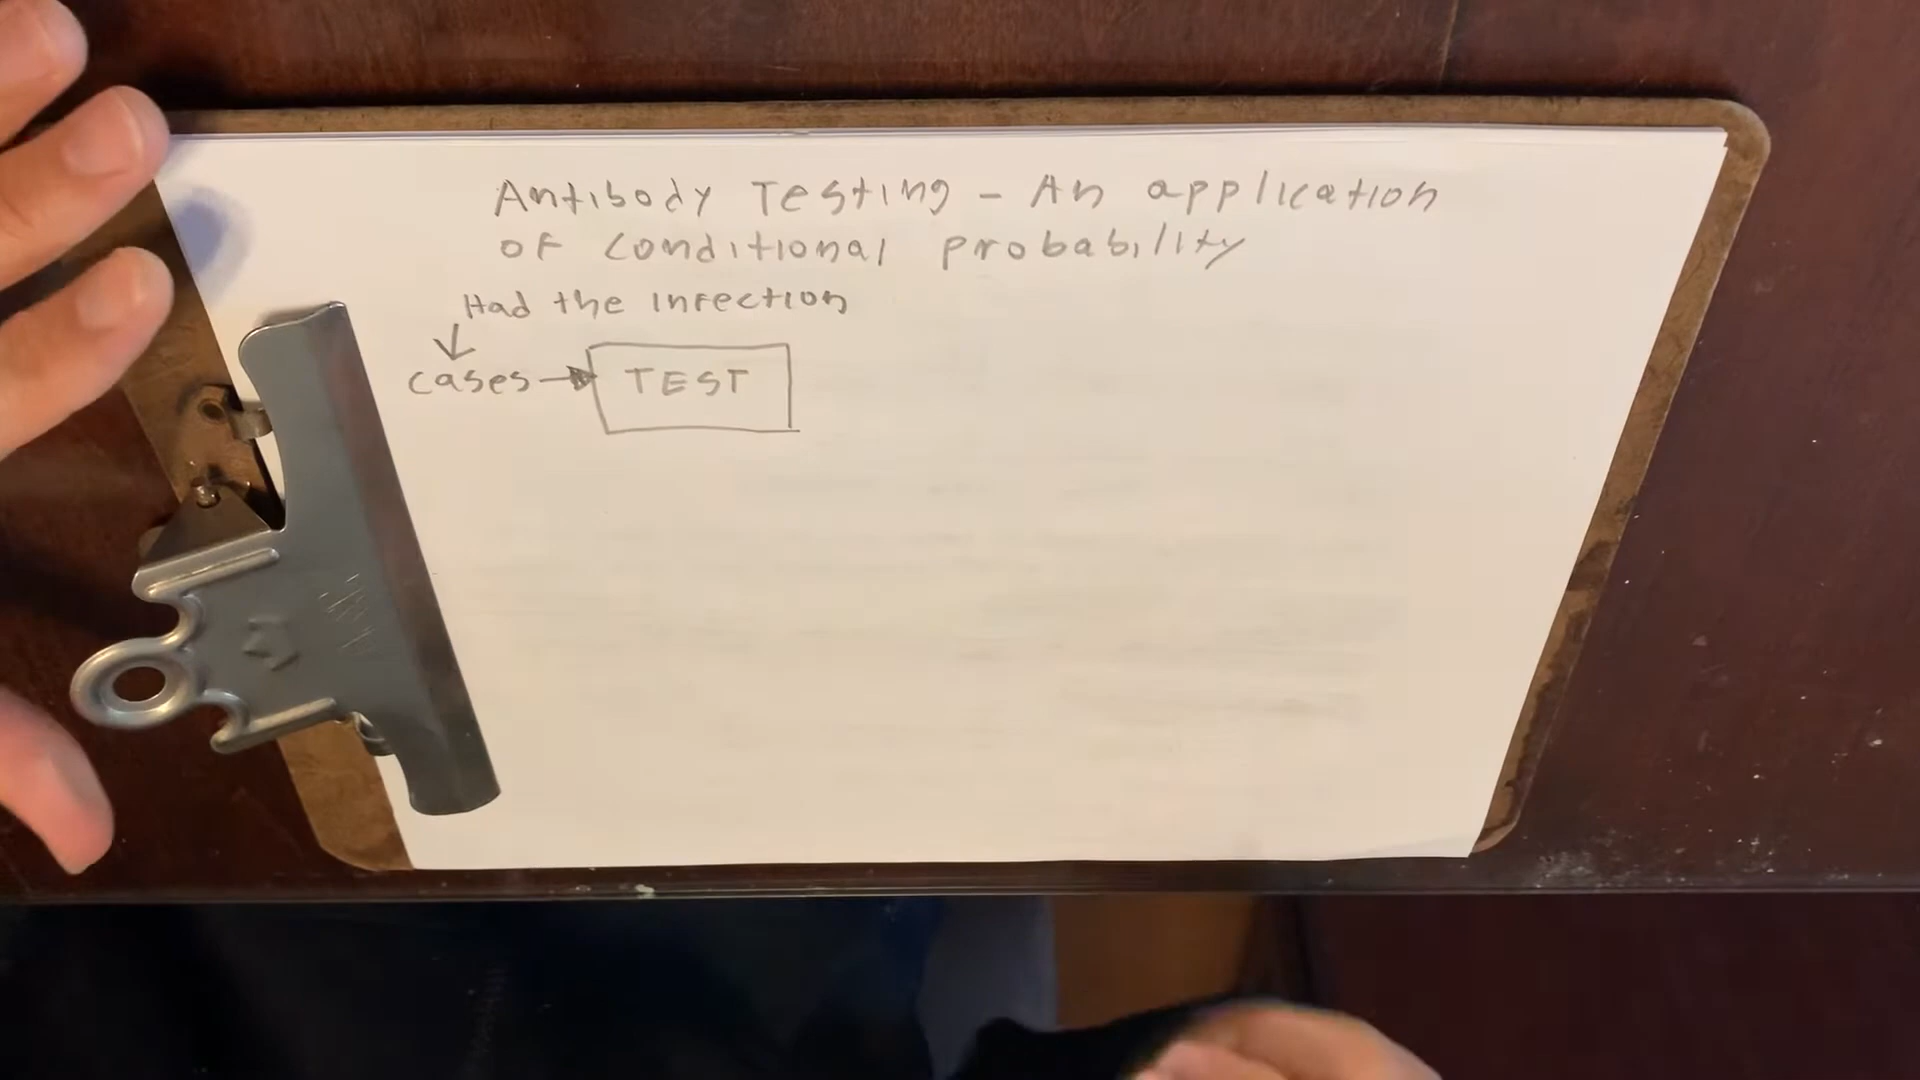 Antibody Testing - An application
of conditional probability
Had the infection
cases → TEST